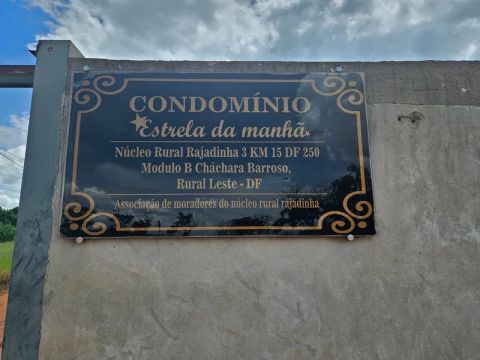 CONDOMÍNIO
Estrela da manhã
Núcleo Rural Rajadinha 3 KM 15 DF 250
Modulo B Cháchara Barroso,
Rural Leste - DF
Associação de moradores do núcleo rural rajadinha